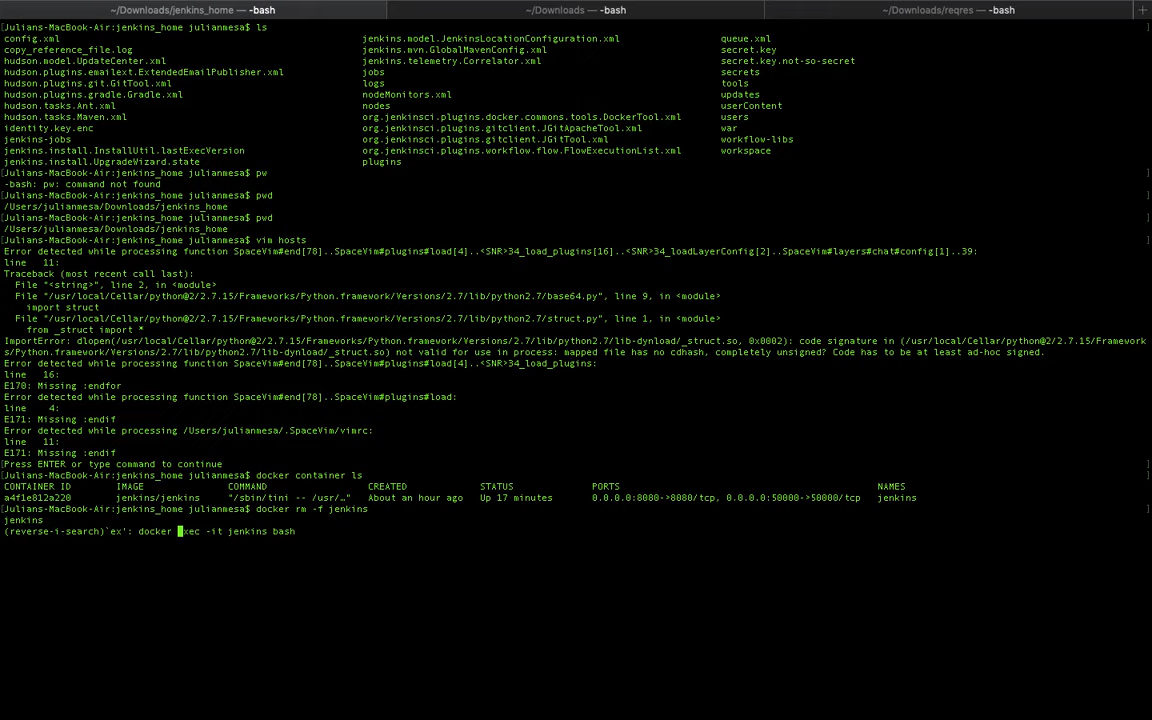 ~/Downloads/jenkins_home — -bash
~/Downloads — -bash
~/Downloads/reqres — -bash
[Julians-MacBook-Air:jenkins_home julianmesa$ ls ]
config.xml jenkins.model.JenkinsLocationConfiguration.xml queue.xml
copy_reference_file.log jenkins.mvn.GlobalMavenConfig.xml secret.key
hudson.model.UpdateCenter.xml jenkins.telemetry.Correlator.xml secret.key.not-so-secret
hudson.plugins.emailext.ExtendedEmailPublisher.xml jobs secrets
hudson.plugins.git.GitTool.xml logs tools
hudson.plugins.gradle.Gradle.xml nodeMonitors.xml updates
hudson.tasks.Ant.xml nodes userContent
hudson.tasks.Maven.xml org.jenkinsci.plugins.docker.commons.tools.DockerTool.xml users
identity.key.enc org.jenkinsci.plugins.gitclient.JGitApacheTool.xml war
jenkins-jobs org.jenkinsci.plugins.gitclient.JGitTool.xml workflow-libs
jenkins.install.InstallUtil.lastExecVersion org.jenkinsci.plugins.workflow.flow.FlowExecutionList.xml workspace
jenkins.install.UpgradeWizard.state plugins
[Julians-MacBook-Air:jenkins_home julianmesa$ pw ]
-bash: pw: command not found
[Julians-MacBook-Air:jenkins_home julianmesa$ pwd ]
/Users/julianmesa/Downloads/jenkins_home
[Julians-MacBook-Air:jenkins_home julianmesa$ pwd ]
/Users/julianmesa/Downloads/jenkins_home
[Julians-MacBook-Air:jenkins_home julianmesa$ vim hosts ]
Error detected while processing function SpaceVim#end[78]..SpaceVim#plugins#load[4]..<SNR>34_load_plugins[16]..<SNR>34_loadLayerConfig[2]..SpaceVim#layers#chat#config[1]..39:
line 11:
Traceback (most recent call last):
File "<string>", line 2, in <module>
File "/usr/local/Cellar/python@2/2.7.15/Frameworks/Python.framework/Versions/2.7/lib/python2.7/base64.py", line 9, in <module>
import struct
File "/usr/local/Cellar/python@2/2.7.15/Frameworks/Python.framework/Versions/2.7/lib/python2.7/struct.py", line 1, in <module>
from _struct import *
ImportError: dlopen(/usr/local/Cellar/python@2/2.7.15/Frameworks/Python.framework/Versions/2.7/lib/python2.7/lib-dynload/_struct.so, 0x0002): code signature in (/usr/local/Cellar/python@2/2.7.15/Framework
s/Python.framework/Versions/2.7/lib/python2.7/lib-dynload/_struct.so) not valid for use in process: mapped file has no cdhash, completely unsigned? Code has to be at least ad-hoc signed.
Error detected while processing function SpaceVim#end[78]..SpaceVim#plugins#load[4]..<SNR>34_load_plugins:
line 16:
E170: Missing :endfor
Error detected while processing function SpaceVim#end[78]..SpaceVim#plugins#load:
line 4:
E171: Missing :endif
Error detected while processing /Users/julianmesa/.SpaceVim/vimrc:
line 11:
E171: Missing :endif
[Press ENTER or type command to continue ]
[Julians-MacBook-Air:jenkins_home julianmesa$ docker container ls ]
CONTAINER ID IMAGE COMMAND CREATED STATUS PORTS NAMES
a4f1e812a220 jenkins/jenkins "/sbin/tini -- /usr/…" About an hour ago Up 17 minutes 0.0.0.0:8080->8080/tcp, 0.0.0.0:50000->50000/tcp jenkins
[Julians-MacBook-Air:jenkins_home julianmesa$ docker rm -f jenkins ]
jenkins
(reverse-i-search)`ex': docker exec -it jenkins bash